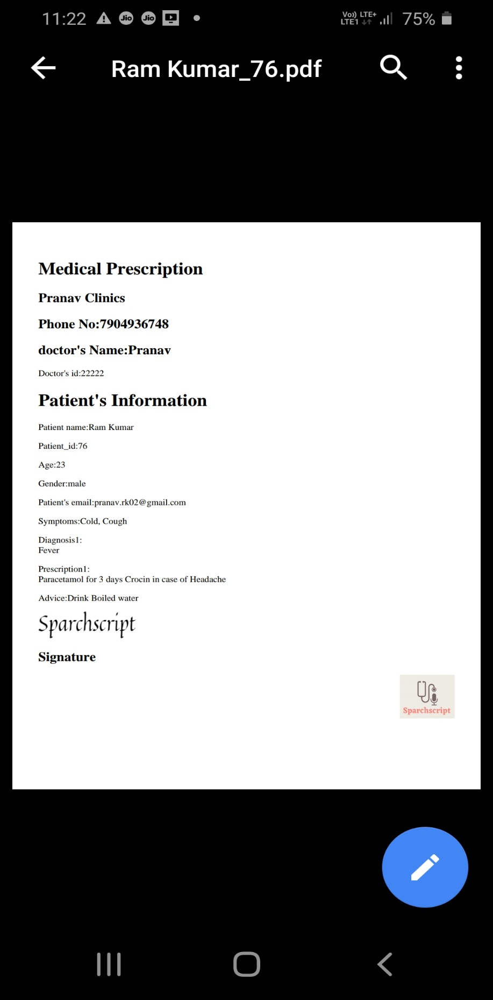 11:22 Jio Jio Vo)) LTE+ LTE1 75%
Ram Kumar_76.pdf
Medical Prescription
Pranav Clinics
Phone No:7904936748
doctor's Name:Pranav
Doctor's id:22222
Patient's Information
Patient name:Ram Kumar
Patient_id:76
Age:23
Gender:male
Patient's email:pranav.rk02@gmail.com
Symptoms:Cold, Cough
Diagnosis1:
Fever
Prescription1:
Paracetamol for 3 days Crocin in case of Headache
Advice:Drink Boiled water
Sparchscript
Signature
Sparchscript